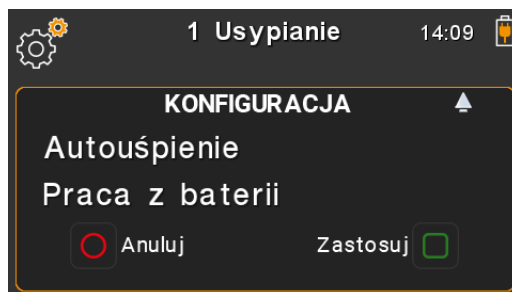 1 Usypianie 14:09
KONFIGURACJA
Autouśpienie
Praca z baterii
Anuluj Zastosuj